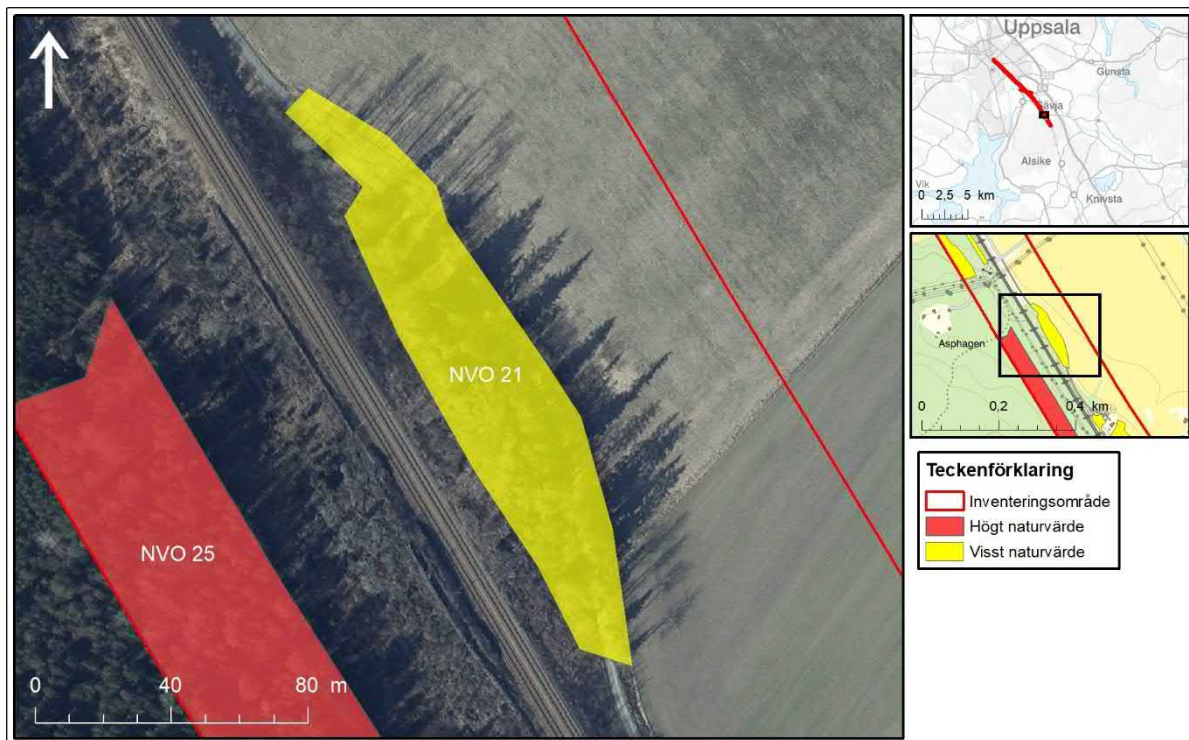 NVO 21
NVO 25
0 40 80 m
Uppsala
Gunsta
Sävja
Alsike
Vik
0 2,5 5 km
Knivsta
Asphagen
0 0,2 0,4 km
Teckenförklaring
Inventeringsområde
Högt naturvärde
Visst naturvärde